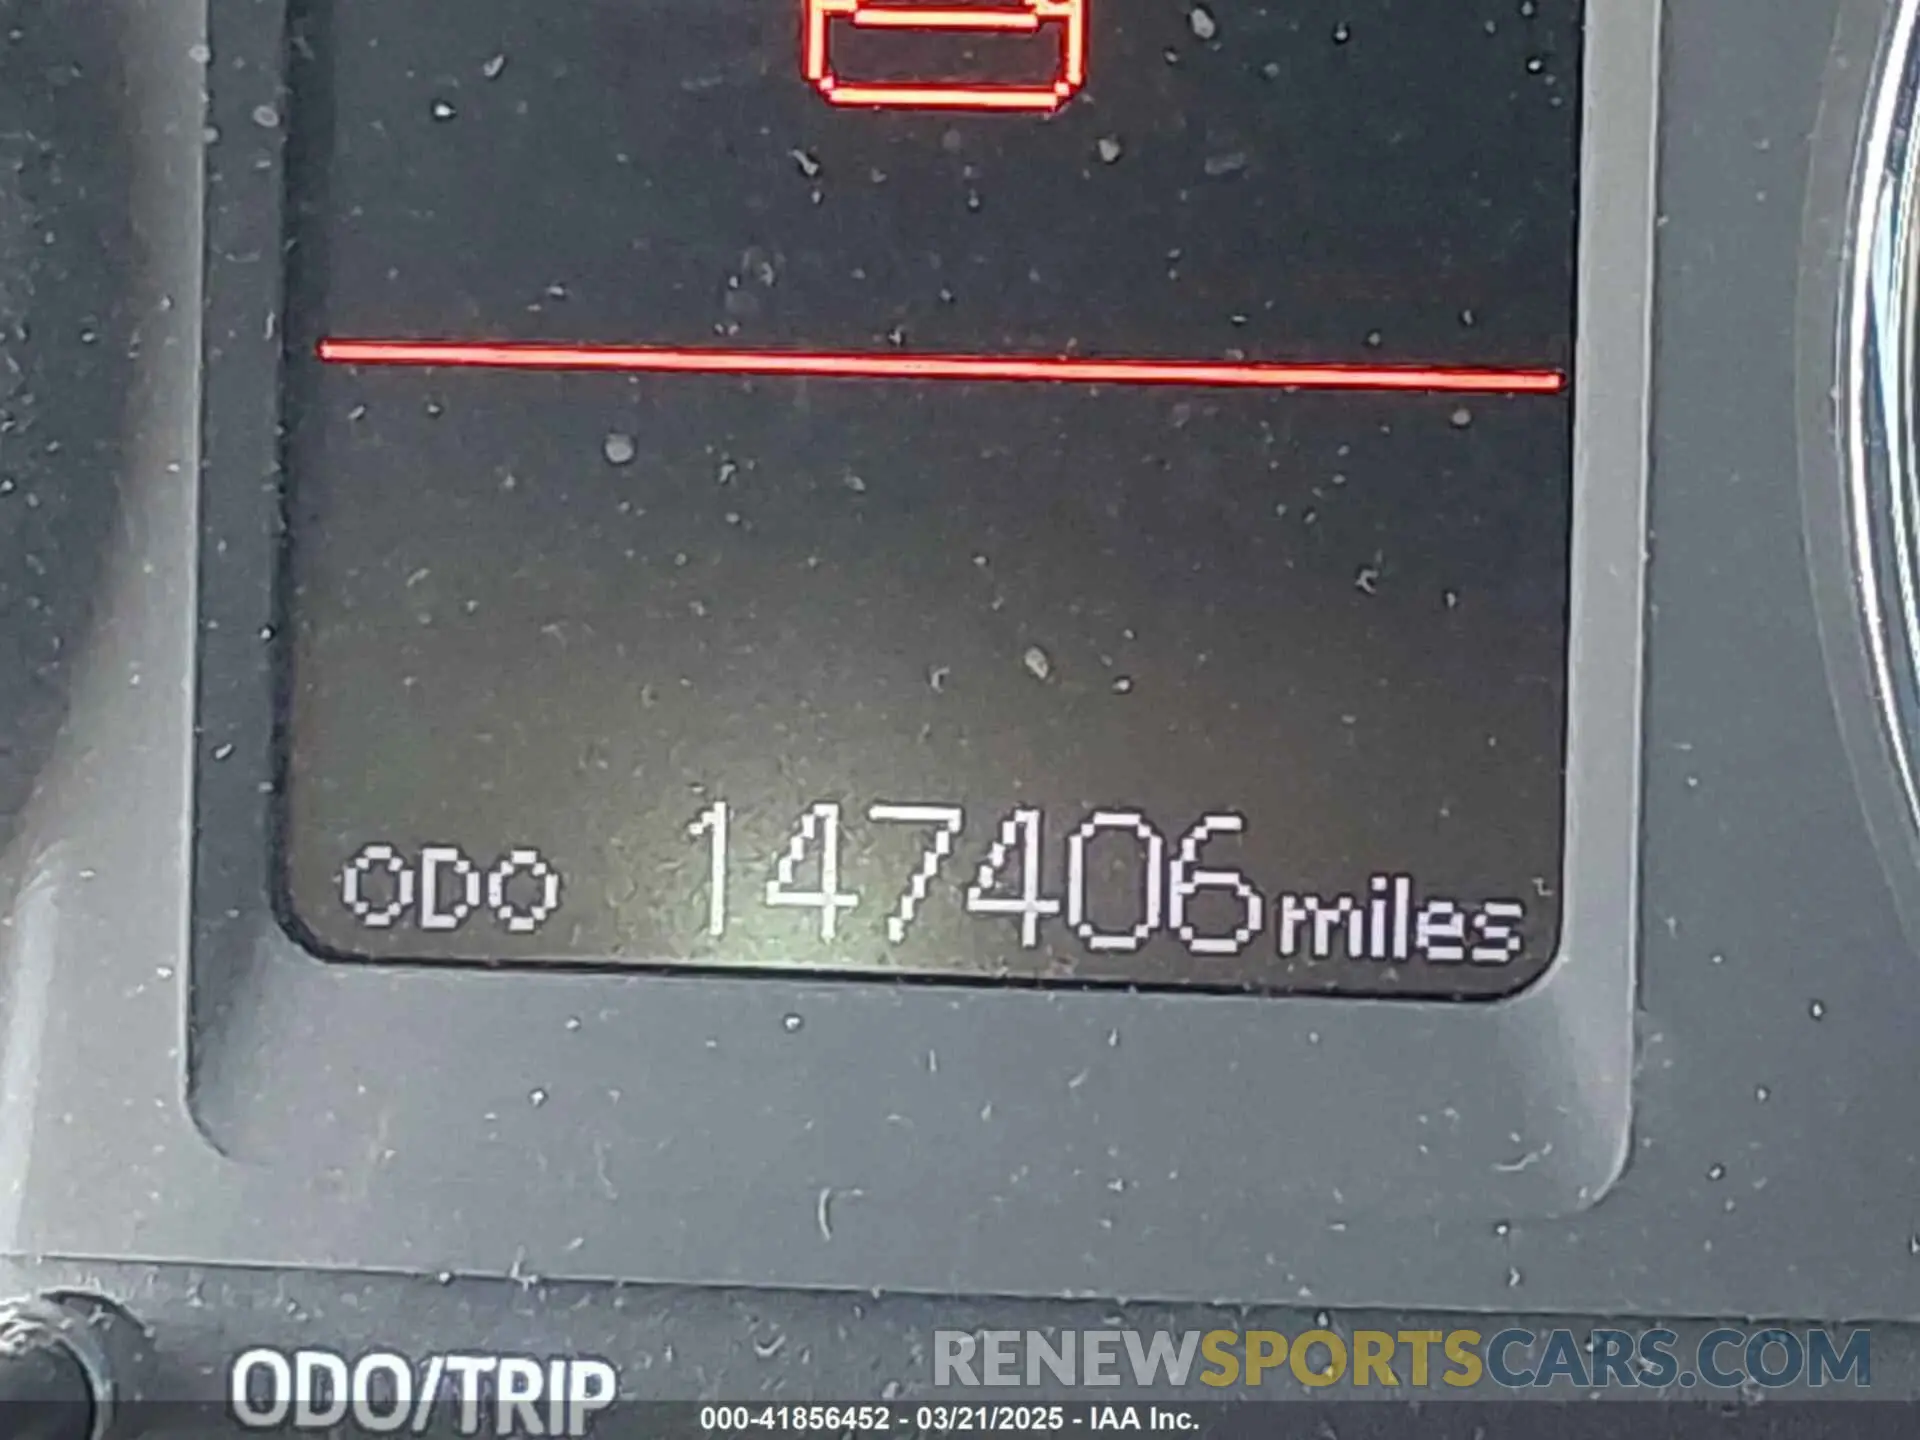 ODO 147406 miles
ODO/TRIP
RENEWSPORTSCARS.COM
000-41856452 - 03/21/2025 - IAA Inc.